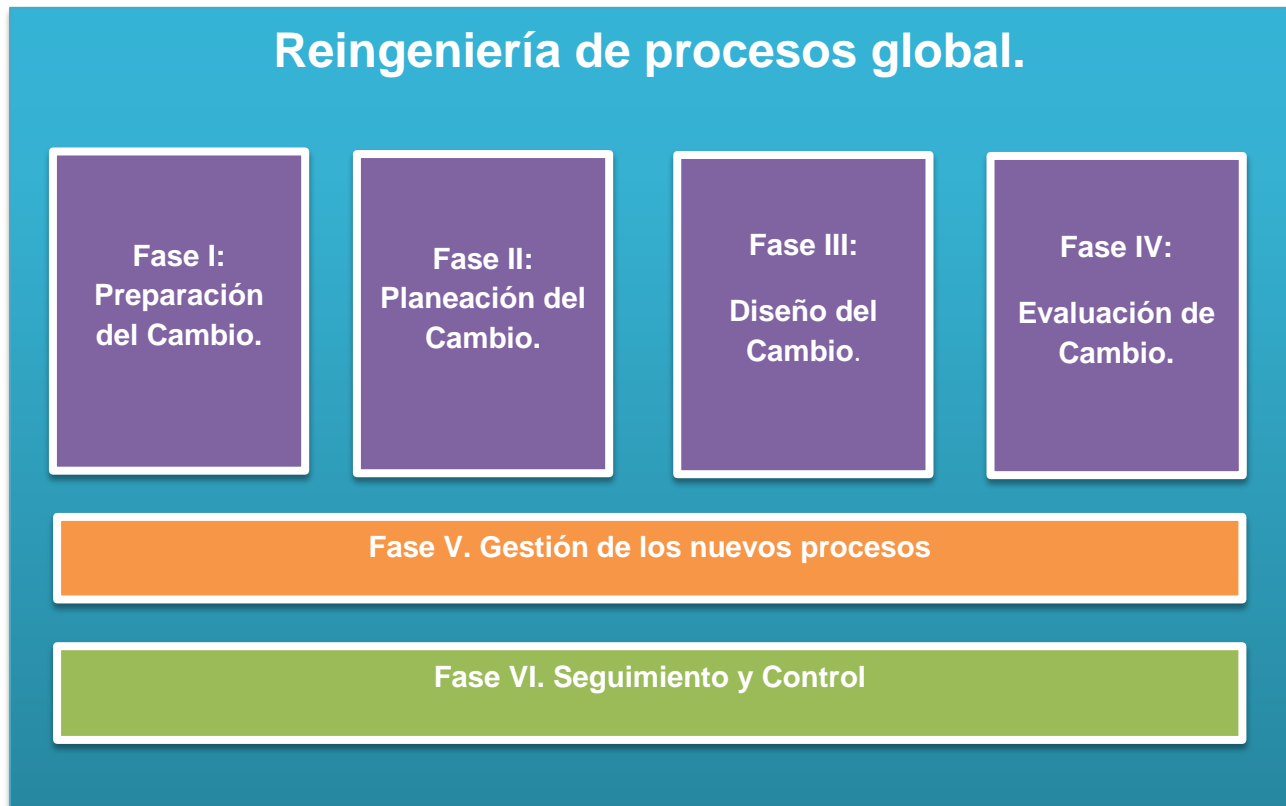 Reingeniería de procesos global.
Fase I:
Preparación
del Cambio.
Fase II:
Planeación del
Cambio.
Fase III:
Diseño del
Cambio.
Fase IV:
Evaluación de
Cambio.
Fase V. Gestión de los nuevos procesos
Fase VI. Seguimiento y Control